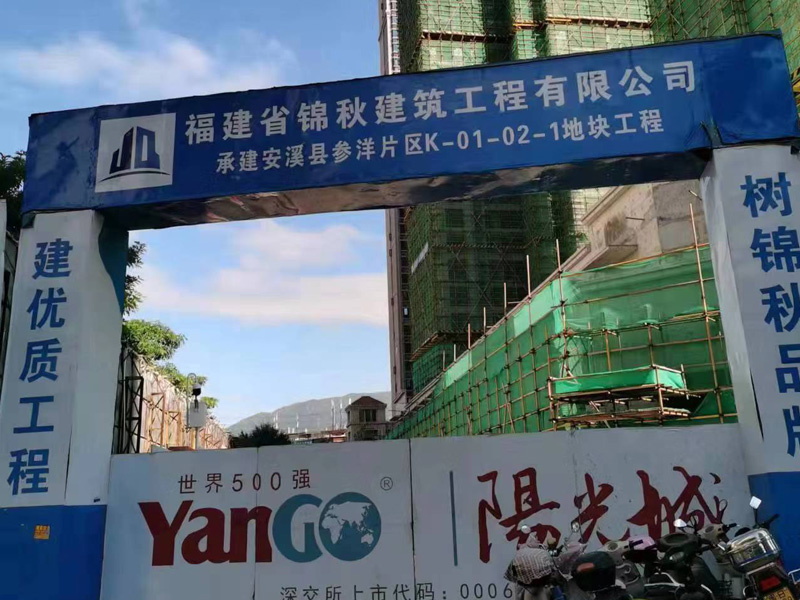 福建省锦秋建筑工程有限公司
承建安溪县参洋片区K-01-02-1地块工程
建优质工程
树锦秋品牌
世界500强
YanGO
®
陽光城
深交所上市代码：0006